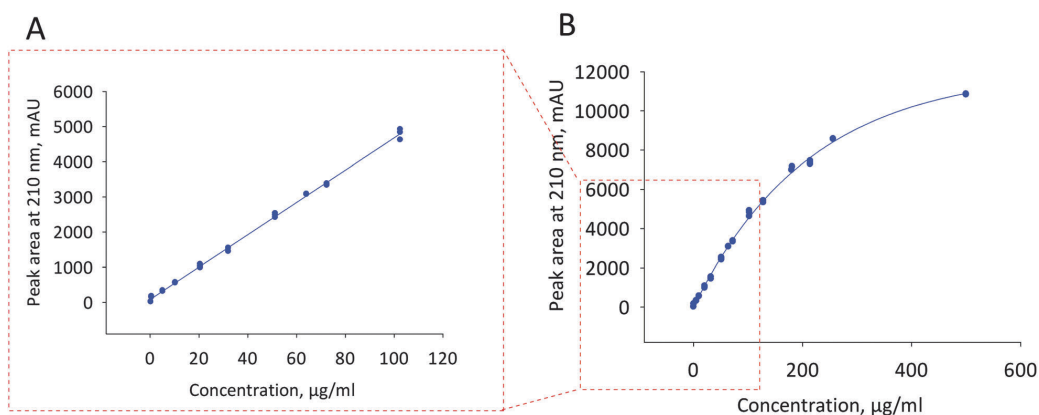 A
Peak area at 210 nm, mAU
6000
5000
4000
3000
2000
1000
0
0 20 40 60 80 100 120
Concentration, µg/ml
B
Peak area at 210 nm, mAU
12000
10000
8000
6000
4000
2000
0
0 200 400 600
Concentration, µg/ml